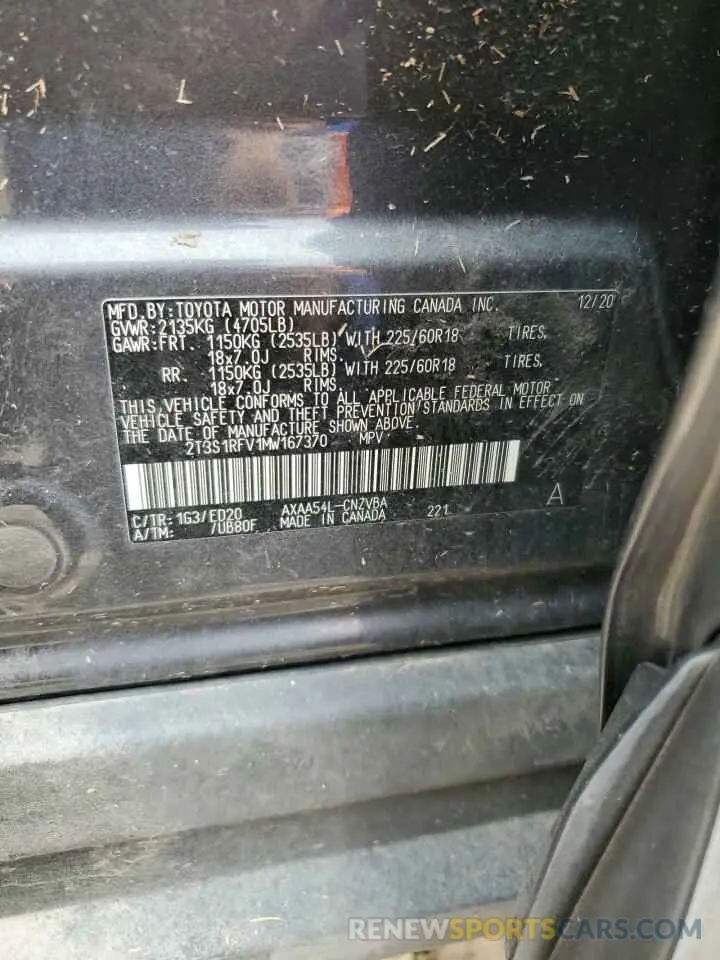 MFD.BY:TOYOTA MOTOR MANUFACTURING CANADA INC. 12/20
GVWR:2135KG (4705LB)
GAWR:FRT. 1150KG (2535LB) WITH 225/60R18 TIRES,
18x7.0J RIMS.
RR. 1150KG (2535LB) WITH 225/60R18 TIRES,
18x7.0J RIMS.
THIS VEHICLE CONFORMS TO ALL APPLICABLE FEDERAL MOTOR
VEHICLE SAFETY AND THEFT PREVENTION STANDARDS IN EFFECT ON
THE DATE OF MANUFACTURE SHOWN ABOVE.
2T3S1RFV1MW167370 MPV
C/TR:1G3/FD20 AXAA54L-CNZVBA 221 A
A/TM: /UB80F MADE IN CANADA
RENEWSPORTSCARS.COM